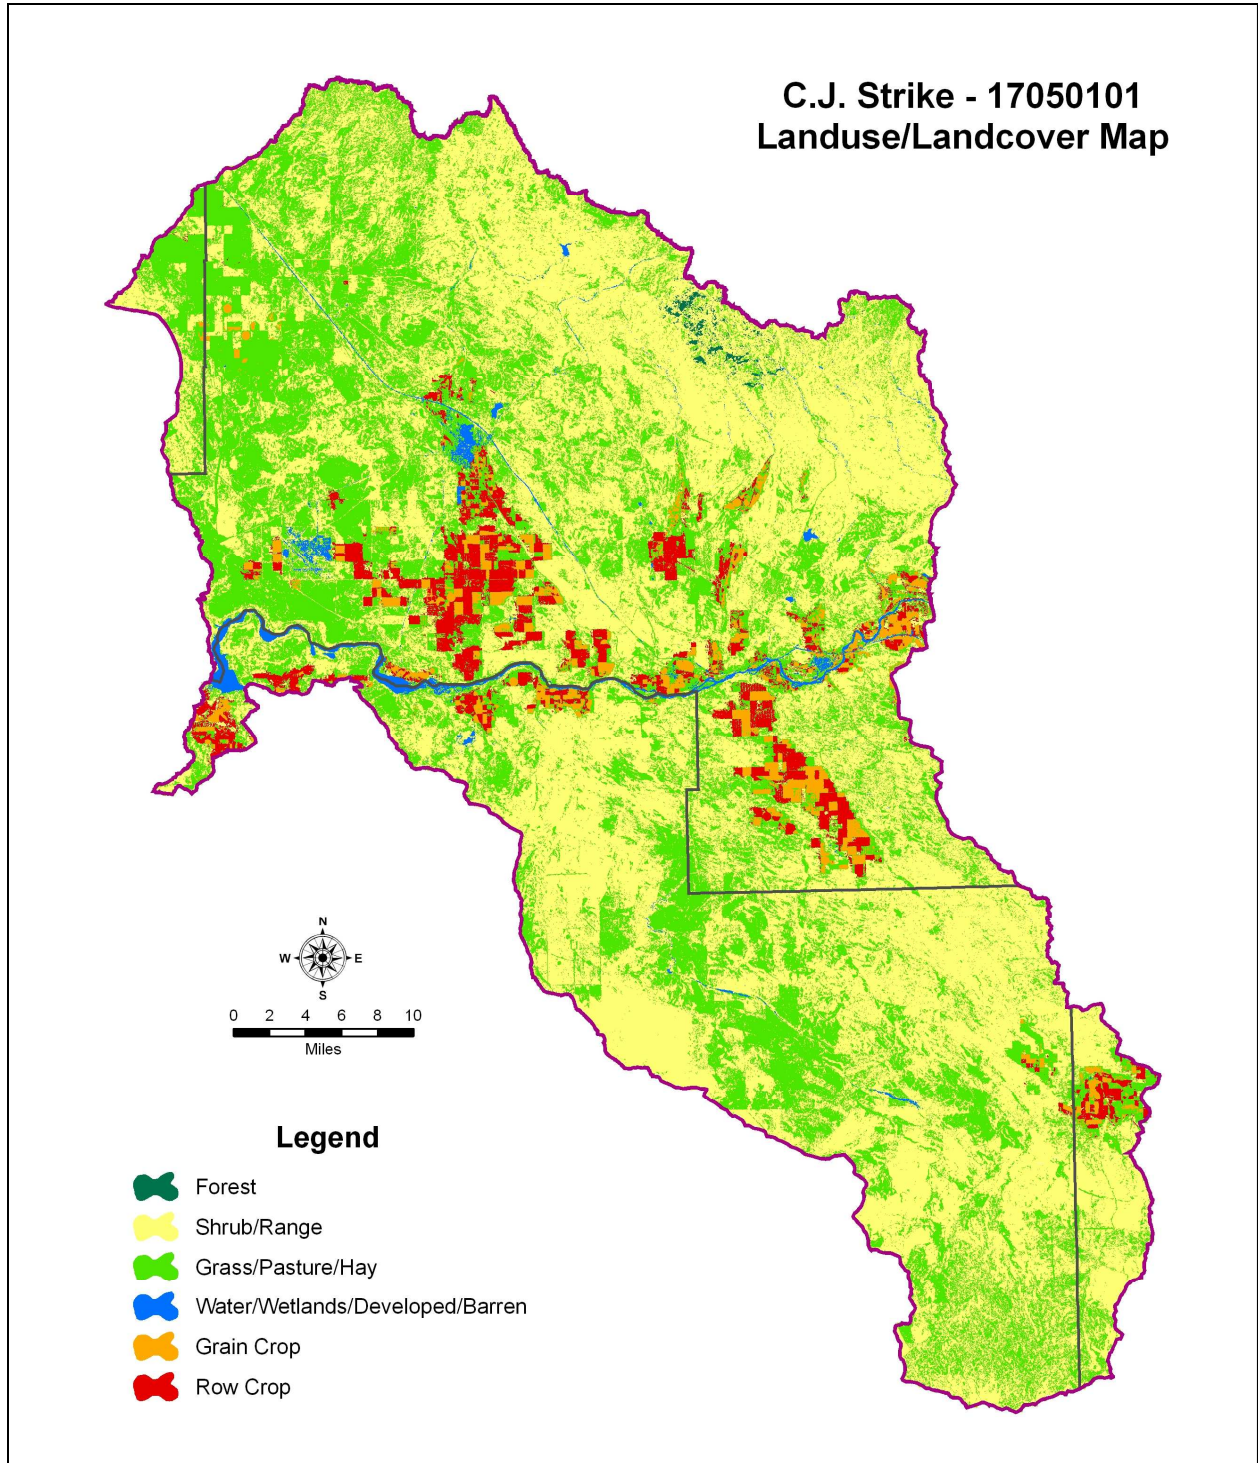 C.J. Strike - 17050101
Landuse/Landcover Map
N
W E
S
0 2 4 6 8 10
Miles
Legend
Forest
Shrub/Range
Grass/Pasture/Hay
Water/Wetlands/Developed/Barren
Grain Crop
Row Crop